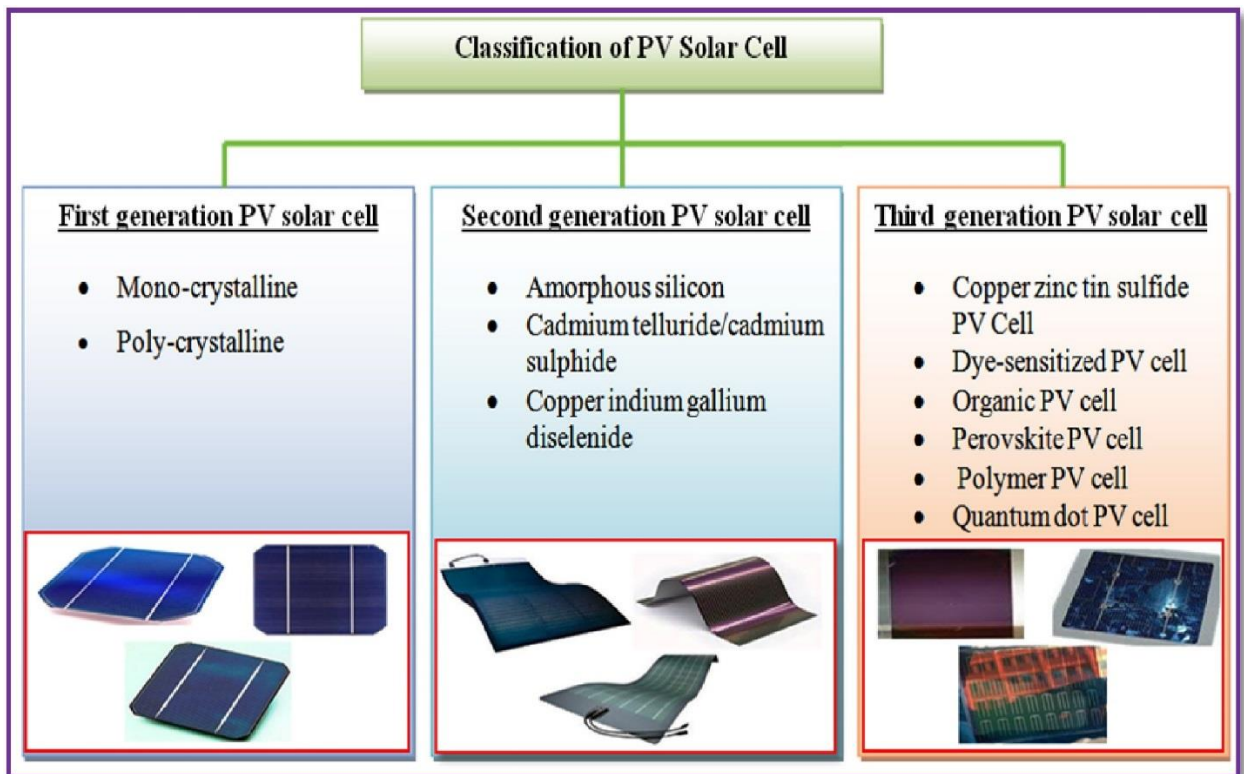 Classification of PV Solar Cell
First generation PV solar cell
• Mono-crystalline
• Poly-crystalline
Second generation PV solar cell
• Amorphous silicon
• Cadmium telluride/cadmium
sulphide
• Copper indium gallium
diselenide
Third generation PV solar cell
• Copper zinc tin sulfide
PV Cell
• Dye-sensitized PV cell
• Organic PV cell
• Perovskite PV cell
• Polymer PV cell
• Quantum dot PV cell